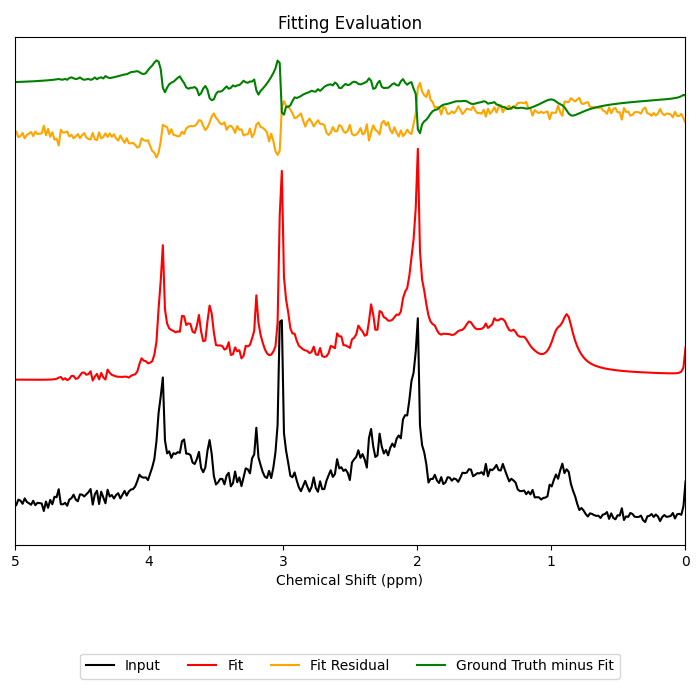 Fitting Evaluation
5 4 3 2 1 0
Chemical Shift (ppm)
Input Fit Fit Residual Ground Truth minus Fit